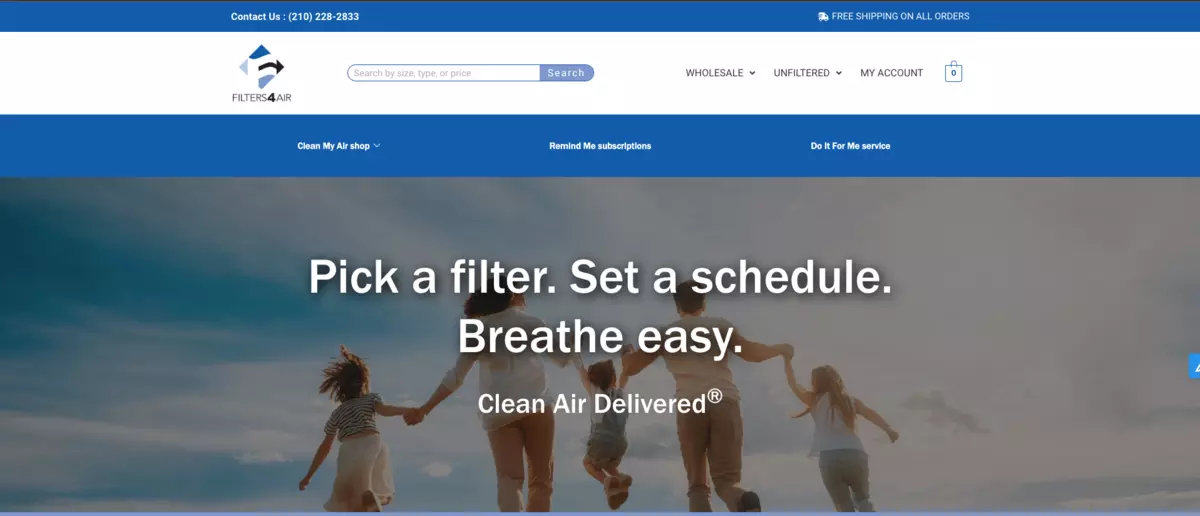 Contact Us : (210) 228-2833
FREE SHIPPING ON ALL ORDERS
FILTERS4AIR
Search by size, type, or price
Search
WHOLESALE
UNFILTERED
MY ACCOUNT
0
Clean My Air shop
Remind Me subscriptions
Do It For Me service
Pick a filter. Set a schedule.
Breathe easy.
Clean Air Delivered®